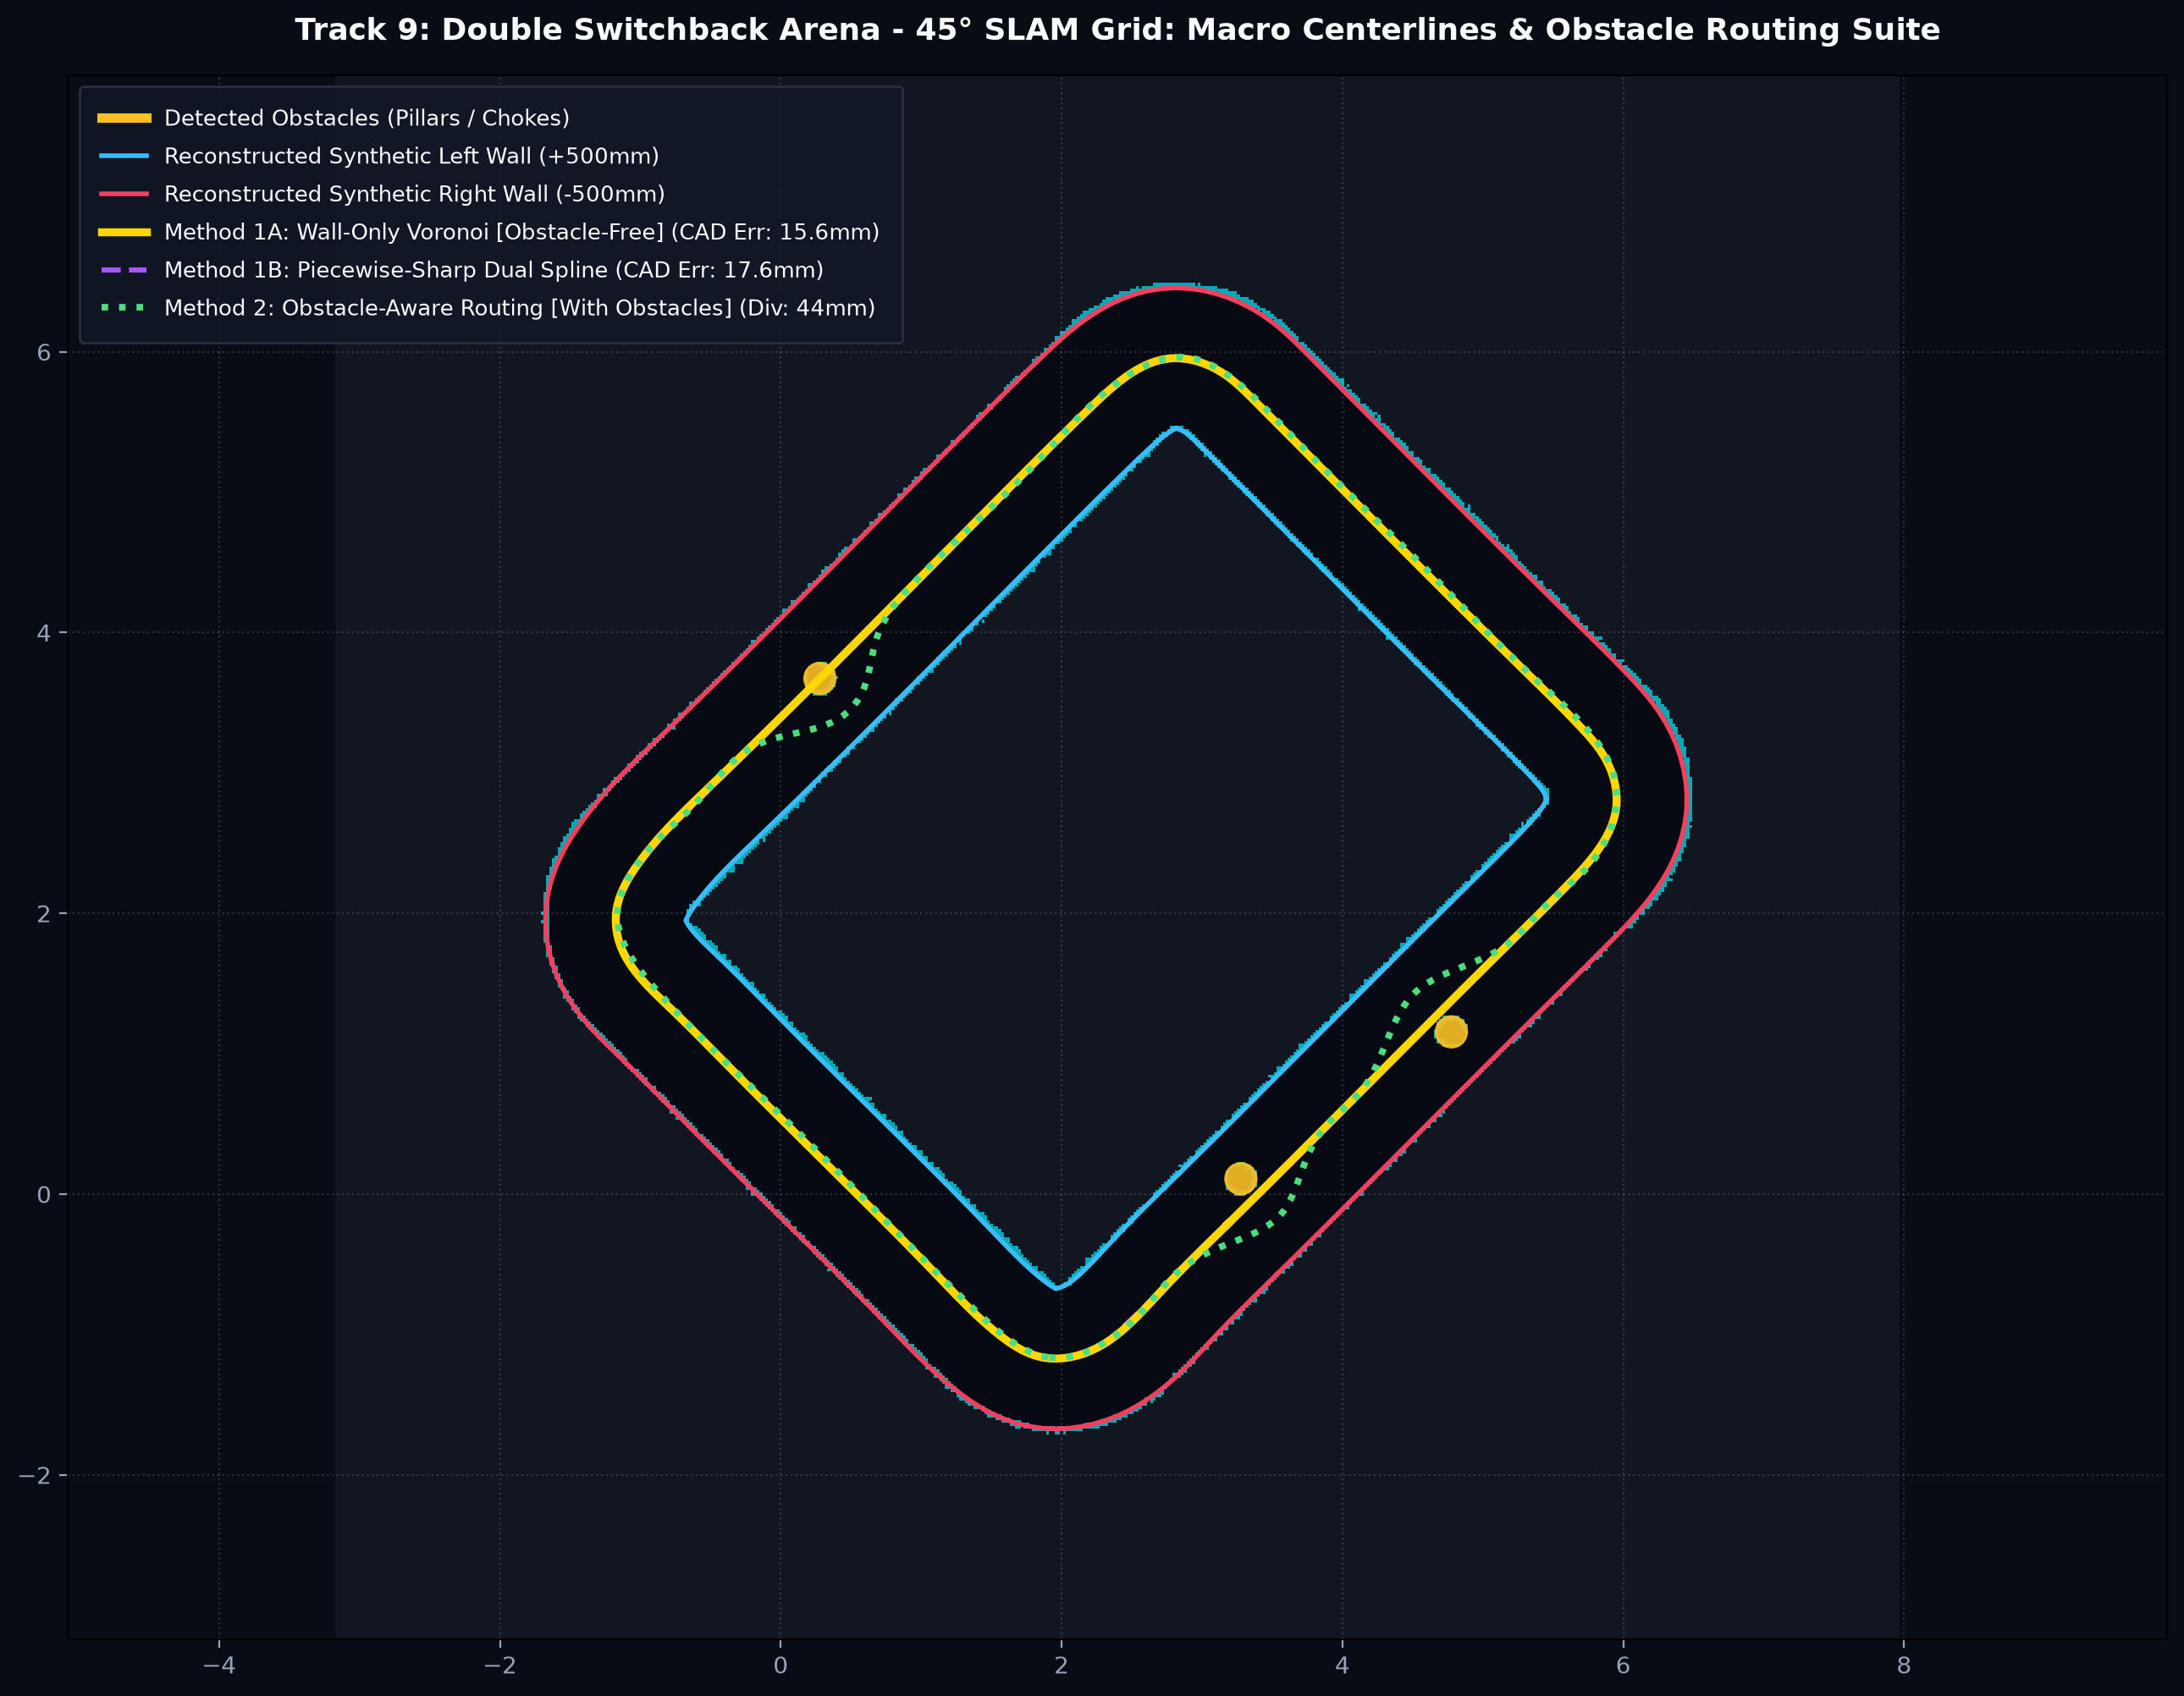 Track 9: Double Switchback Arena - 45° SLAM Grid: Macro Centerlines & Obstacle Routing Suite
Detected Obstacles (Pillars / Chokes)
Reconstructed Synthetic Left Wall (+500mm)
Reconstructed Synthetic Right Wall (-500mm)
Method 1A: Wall-Only Voronoi [Obstacle-Free] (CAD Err: 15.6mm)
Method 1B: Piecewise-Sharp Dual Spline (CAD Err: 17.6mm)
Method 2: Obstacle-Aware Routing [With Obstacles] (Div: 44mm)
6
4
2
0
−2
−4 −2 0 2 4 6 8